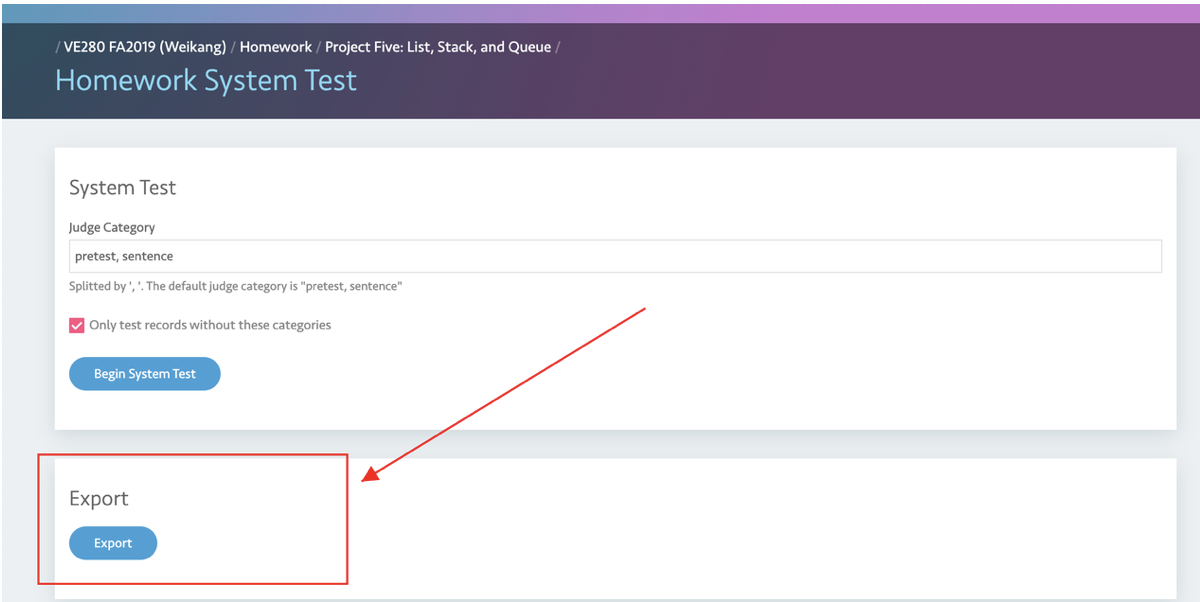 / VE280 FA2019 (Weikang) / Homework / Project Five: List, Stack, and Queue /
Homework System Test
System Test
Judge Category
pretest, sentence
Splitted by ', '. The default judge category is "pretest, sentence"
Only test records without these categories
Begin System Test
Export
Export